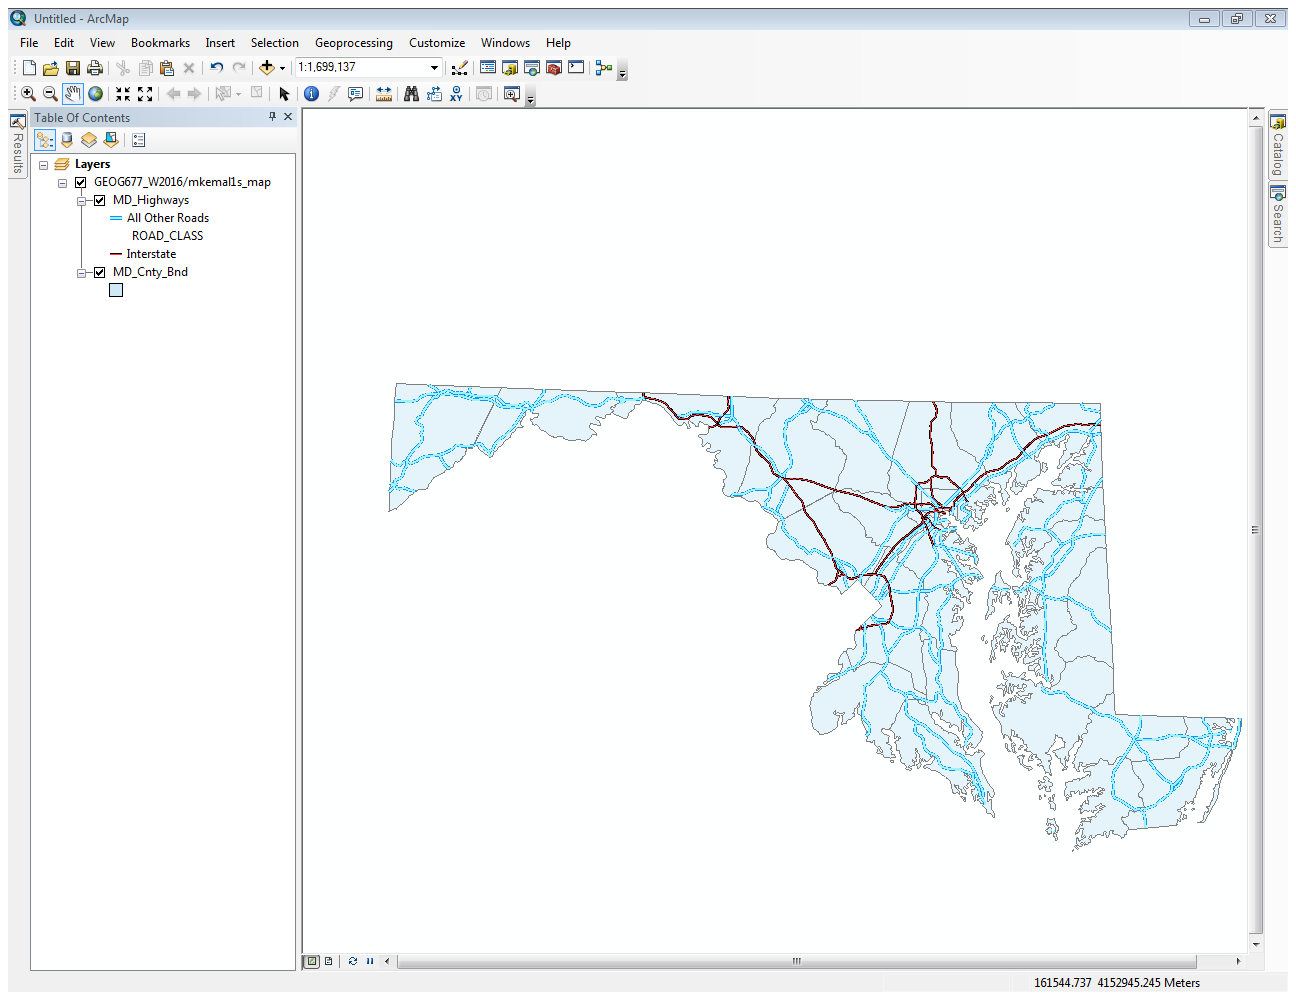 Untitled - ArcMap
File Edit View Bookmarks Insert Selection Geoprocessing Customize Windows Help
1:1,699,137
XY
Table Of Contents
Results
Layers
GEOG677_W2016/mkemal1s_map
MD_Highways
All Other Roads
ROAD_CLASS
Interstate
MD_Cnty_Bnd
Catalog
Search
161544.737 4152945.245 Meters